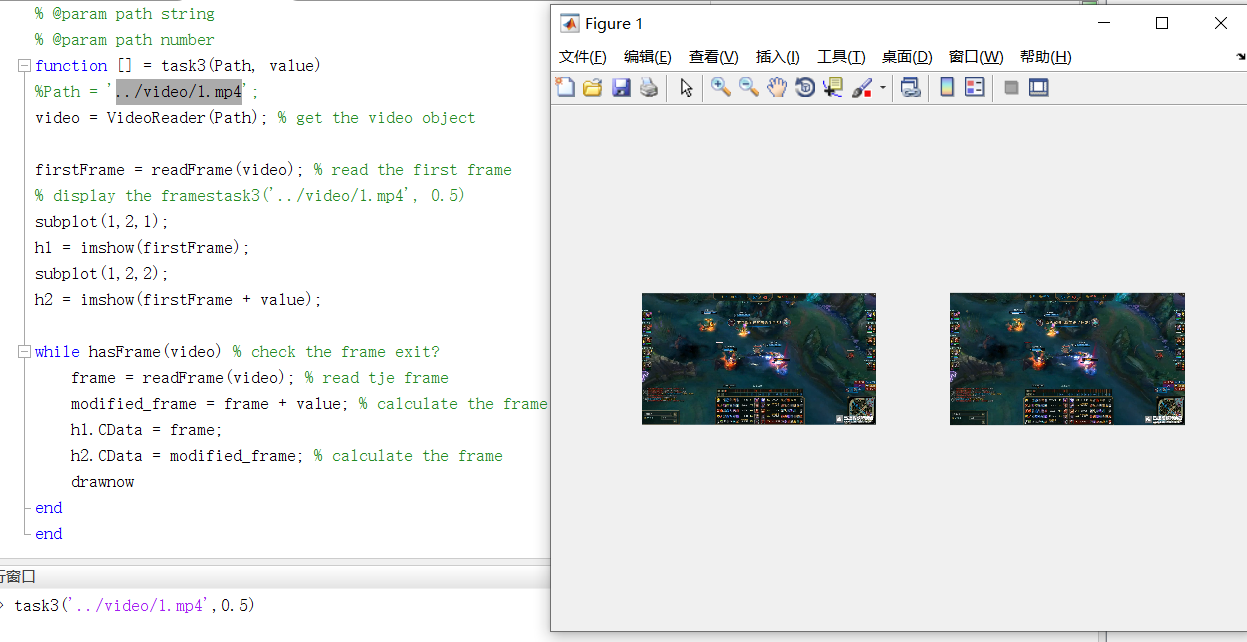 % @param path string
% @param path number
function [] = task3(Path, value)
%Path = '../video/1.mp4';
video = VideoReader(Path); % get the video object
firstFrame = readFrame(video); % read the first frame
% display the framestask3('../video/1.mp4', 0.5)
subplot(1,2,1);
h1 = imshow(firstFrame);
subplot(1,2,2);
h2 = imshow(firstFrame + value);
while hasFrame(video) % check the frame exit?
frame = readFrame(video); % read tje frame
modified_frame = frame + value; % calculate the frame
h1.CData = frame;
h2.CData = modified_frame; % calculate the frame
drawnow
end
end
行窗口
task3('../video/1.mp4',0.5)
Figure 1
文件(F) 编辑(E) 查看(V) 插入(I) 工具(T) 桌面(D) 窗口(W) 帮助(H)